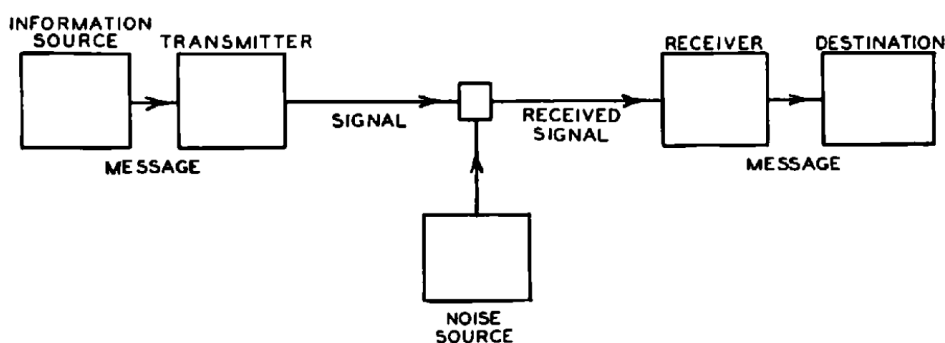 INFORMATION
SOURCE
TRANSMITTER
RECEIVER
DESTINATION
SIGNAL
RECEIVED
SIGNAL
MESSAGE
MESSAGE
NOISE
SOURCE